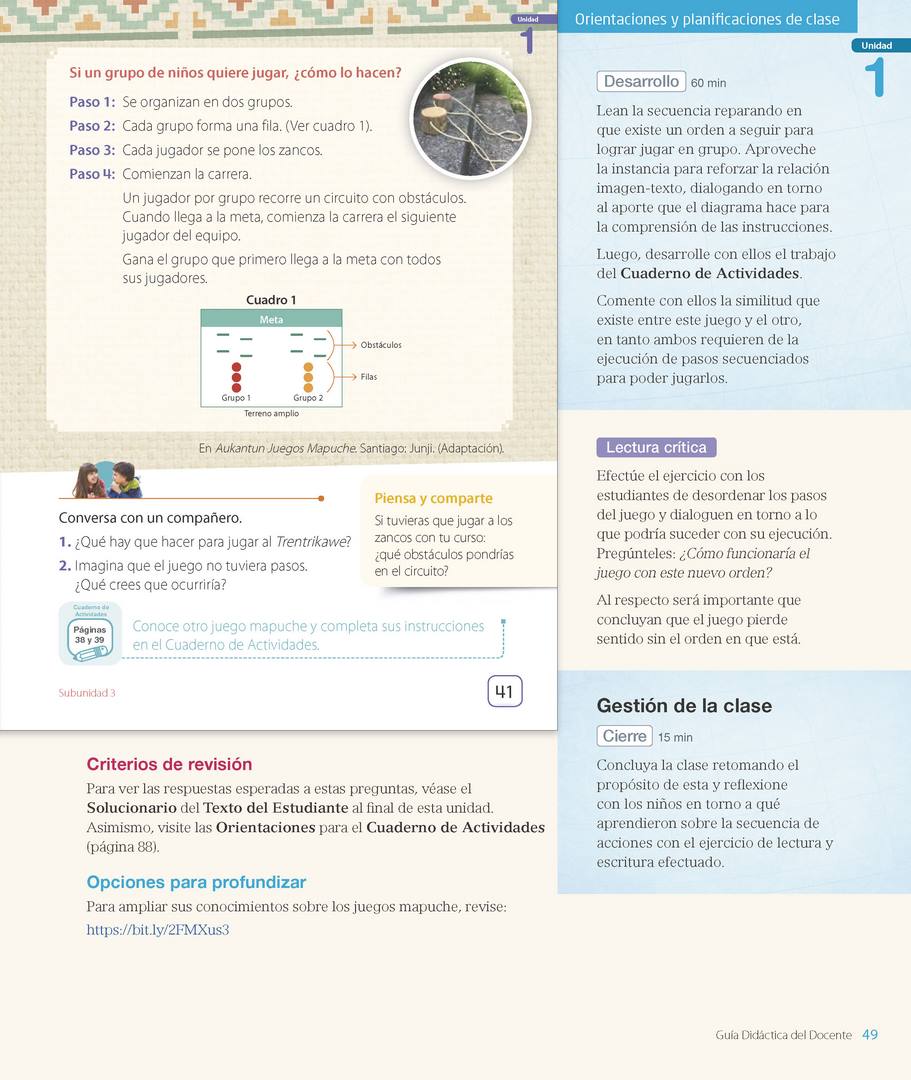 Unidad
1
Si un grupo de niños quiere jugar, ¿cómo lo hacen?
Paso 1: Se organizan en dos grupos.
Paso 2: Cada grupo forma una fila. (Ver cuadro 1).
Paso 3: Cada jugador se pone los zancos.
Paso 4: Comienzan la carrera.
Un jugador por grupo recorre un circuito con obstáculos.
Cuando llega a la meta, comienza la carrera el siguiente
jugador del equipo.
Gana el grupo que primero llega a la meta con todos
sus jugadores.
Cuadro 1
Meta
Obstáculos
Filas
Grupo 1
Grupo 2
Terreno amplio
En Aukantun Juegos Mapuche. Santiago: Junji. (Adaptación).
Conversa con un compañero.
1. ¿Qué hay que hacer para jugar al Trentrikawe?
2. Imagina que el juego no tuviera pasos.
¿Qué crees que ocurriría?
Piensa y comparte
Si tuvieras que jugar a los
zancos con tu curso:
¿qué obstáculos pondrías
en el circuito?
Cuaderno de
Actividades
Páginas
38 y 39
Conoce otro juego mapuche y completa sus instrucciones
en el Cuaderno de Actividades.
Subunidad 3
41
Criterios de revisión
Para ver las respuestas esperadas a estas preguntas, véase el
Solucionario del Texto del Estudiante al final de esta unidad.
Asimismo, visite las Orientaciones para el Cuaderno de Actividades
(página 88).
Opciones para profundizar
Para ampliar sus conocimientos sobre los juegos mapuche, revise:
https://bit.ly/2FMXus3
Orientaciones y planificaciones de clase
Unidad
1
Desarrollo 60 min
Lean la secuencia reparando en
que existe un orden a seguir para
lograr jugar en grupo. Aproveche
la instancia para reforzar la relación
imagen-texto, dialogando en torno
al aporte que el diagrama hace para
la comprensión de las instrucciones.
Luego, desarrolle con ellos el trabajo
del Cuaderno de Actividades.
Comente con ellos la similitud que
existe entre este juego y el otro,
en tanto ambos requieren de la
ejecución de pasos secuenciados
para poder jugarlos.
Lectura crítica
Efectúe el ejercicio con los
estudiantes de desordenar los pasos
del juego y dialoguen en torno a lo
que podría suceder con su ejecución.
Pregúnteles: ¿Cómo funcionaría el
juego con este nuevo orden?
Al respecto será importante que
concluyan que el juego pierde
sentido sin el orden en que está.
Gestión de la clase
Cierre 15 min
Concluya la clase retomando el
propósito de esta y reflexione
con los niños en torno a qué
aprendieron sobre la secuencia de
acciones con el ejercicio de lectura y
escritura efectuado.
Guía Didáctica del Docente 49